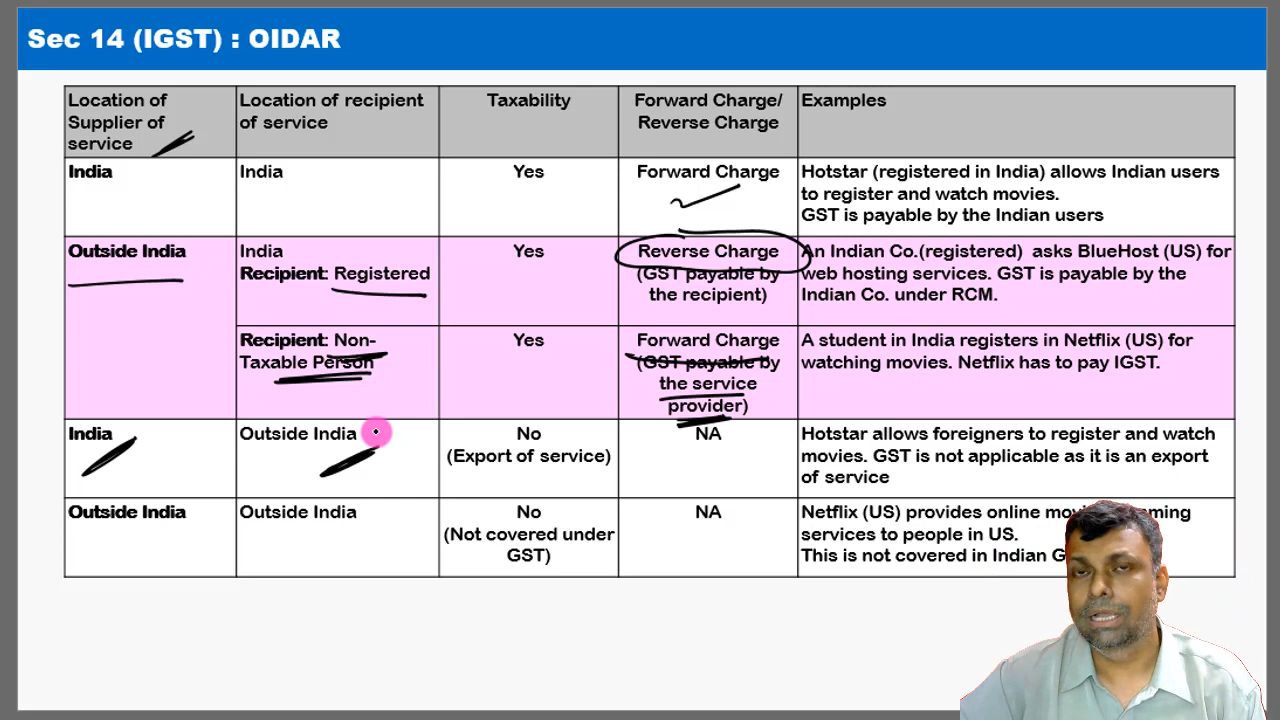 Sec 14 (IGST) : OIDAR
Location of
Supplier of
service
Location of recipient
of service
Taxability
Forward Charge/
Reverse Charge
Examples
India
India
Yes
Forward Charge
Hotstar (registered in India) allows Indian users
to register and watch movies.
GST is payable by the Indian users
Outside India
India
Recipient: Registered
Yes
Reverse Charge
(GST payable by
the recipient)
An Indian Co.(registered) asks BlueHost (US) for
web hosting services. GST is payable by the
Indian Co. under RCM.
Recipient: Non-
Taxable Person
Yes
Forward Charge
(GST payable by
the service
provider)
A student in India registers in Netflix (US) for
watching movies. Netflix has to pay IGST.
India
Outside India
No
(Export of service)
NA
Hotstar allows foreigners to register and watch
movies. GST is not applicable as it is an export
of service
Outside India
Outside India
No
(Not covered under
GST)
NA
Netflix (US) provides online
services to people in US.
This is not covered in Indian